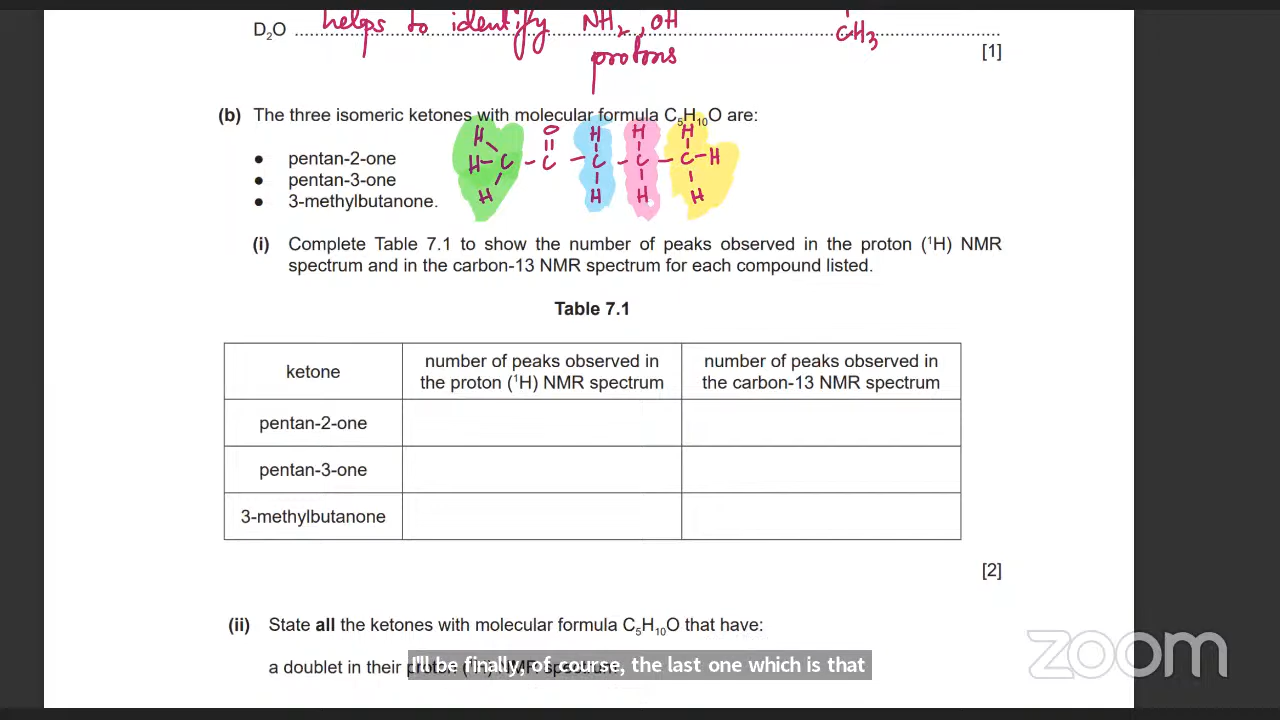 helps to identify NH₂, OH
D₂O
CH₃
protons
[1]
(b) The three isomeric ketones with molecular formula C₅H₁₀O are:
• pentan-2-one
• pentan-3-one
• 3-methylbutanone.
H O H H H
H C C C C C H
H H H H
(i) Complete Table 7.1 to show the number of peaks observed in the proton (¹H) NMR
spectrum and in the carbon-13 NMR spectrum for each compound listed.
Table 7.1
ketone
number of peaks observed in
the proton (¹H) NMR spectrum
number of peaks observed in
the carbon-13 NMR spectrum
pentan-2-one
pentan-3-one
3-methylbutanone
[2]
(ii) State all the ketones with molecular formula C₅H₁₀O that have:
a doublet in their proton (¹H) NMR spectrum
I'll be finally, of course, the last one which is that
zoom